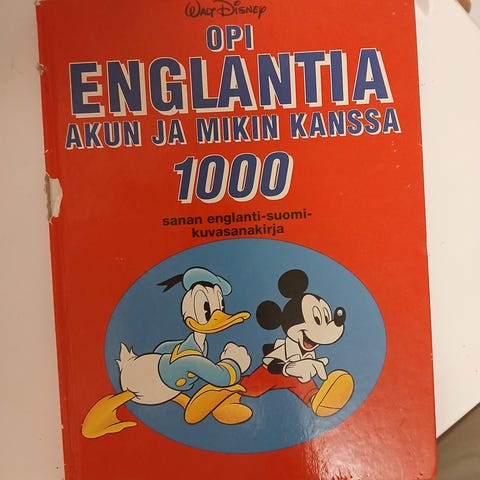 WALT DISNEY
OPI
ENGLANTIA
AKUN JA MIKIN KANSSA
1000
sanan englanti-suomi-
kuvasanakirja